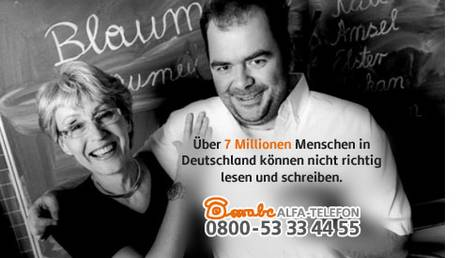 Blaum
aumei
Amsel
Elster
Über 7 Millionen Menschen in
Deutschland können nicht richtig
lesen und schreiben.
ALFA-TELEFON
0800-53 33 44 55